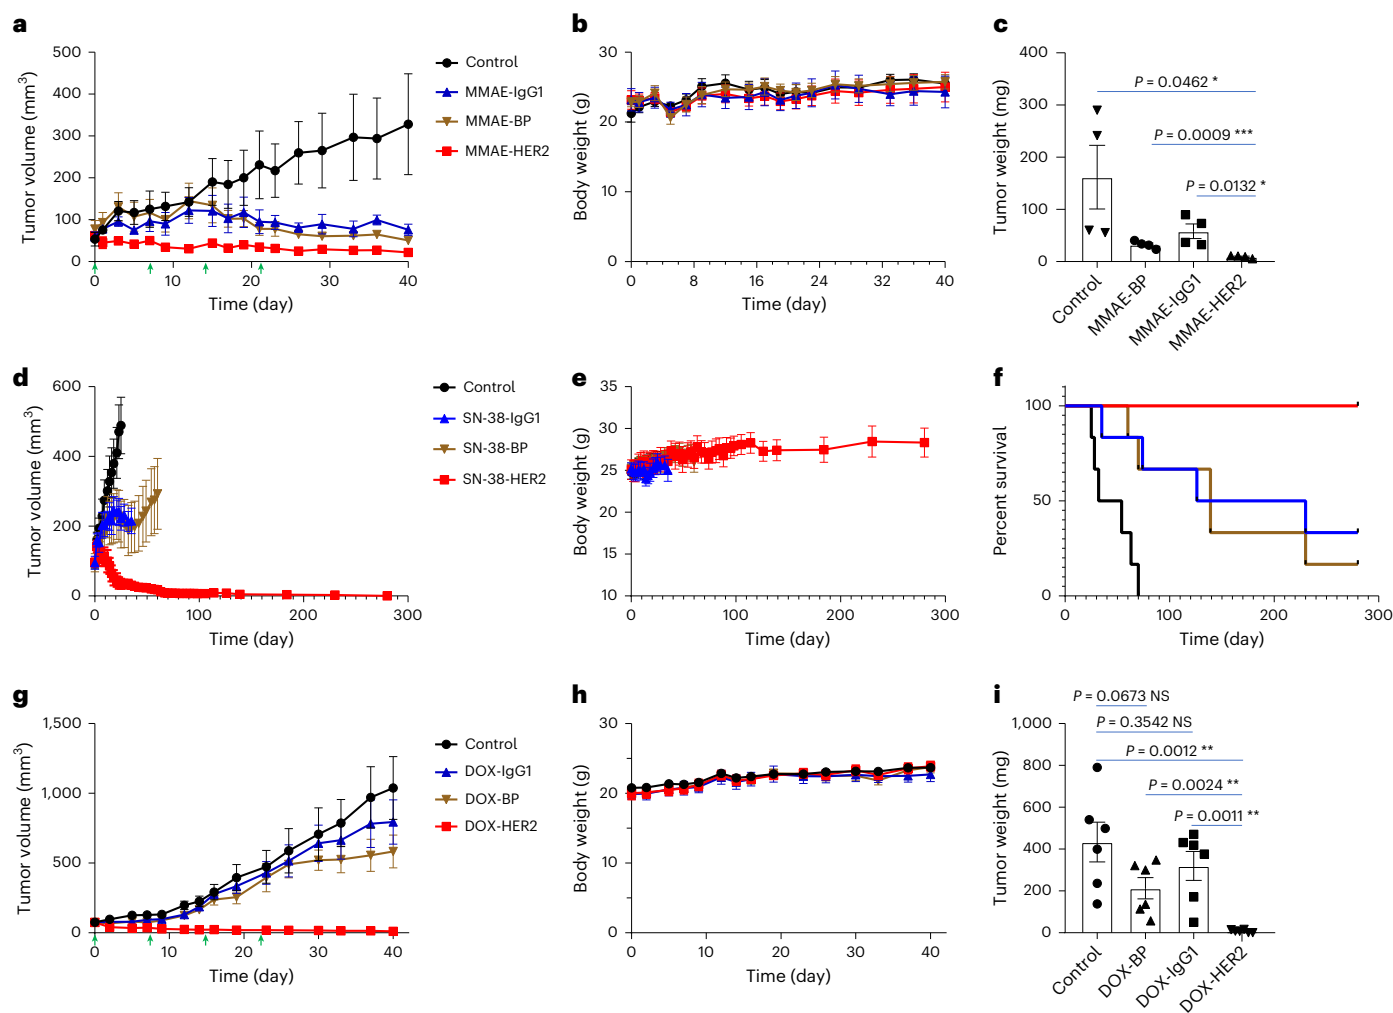 a
500
400
300
200
100
0
Tumor volume (mm³)
0 10 20 30 40
Time (day)
Control
MMAE-IgG1
MMAE-BP
MMAE-HER2
b
30
20
10
0
Body weight (g)
0 8 16 24 32 40
Time (day)
c
400
300
200
100
0
Tumor weight (mg)
P = 0.0462 *
P = 0.0009 ***
P = 0.0132 *
Control
MMAE-BP
MMAE-IgG1
MMAE-HER2
d
600
400
200
0
Tumor volume (mm³)
0 100 200 300
Time (day)
Control
SN-38-IgG1
SN-38-BP
SN-38-HER2
e
35
30
25
20
15
10
Body weight (g)
0 100 200 300
Time (day)
f
100
50
0
Percent survival
0 100 200 300
Time (day)
g
1,500
1,000
500
0
Tumor volume (mm³)
0 10 20 30 40
Time (day)
Control
DOX-IgG1
DOX-BP
DOX-HER2
h
30
20
10
0
Body weight (g)
0 10 20 30 40
Time (day)
i
P = 0.0673 NS
P = 0.3542 NS
P = 0.0012 **
P = 0.0024 **
P = 0.0011 **
1,000
800
600
400
200
0
Tumor weight (mg)
Control
DOX-BP
DOX-IgG1
DOX-HER2